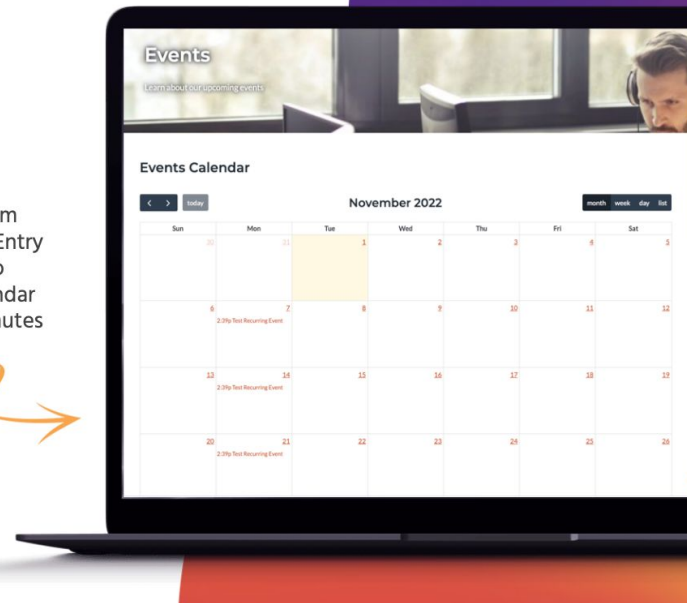 Events
Learn about our upcoming events
Events Calendar
< > today
November 2022
month week day list
Sun Mon Tue Wed Thu Fri Sat
30 31 1 2 3 4 5
6 7 8 9 10 11 12
2:39p Test Recurring Event
13 14 15 16 17 18 19
2:39p Test Recurring Event
20 21 22 23 24 25 26
2:39p Test Recurring Event
m
Entry
o
ndar
nutes